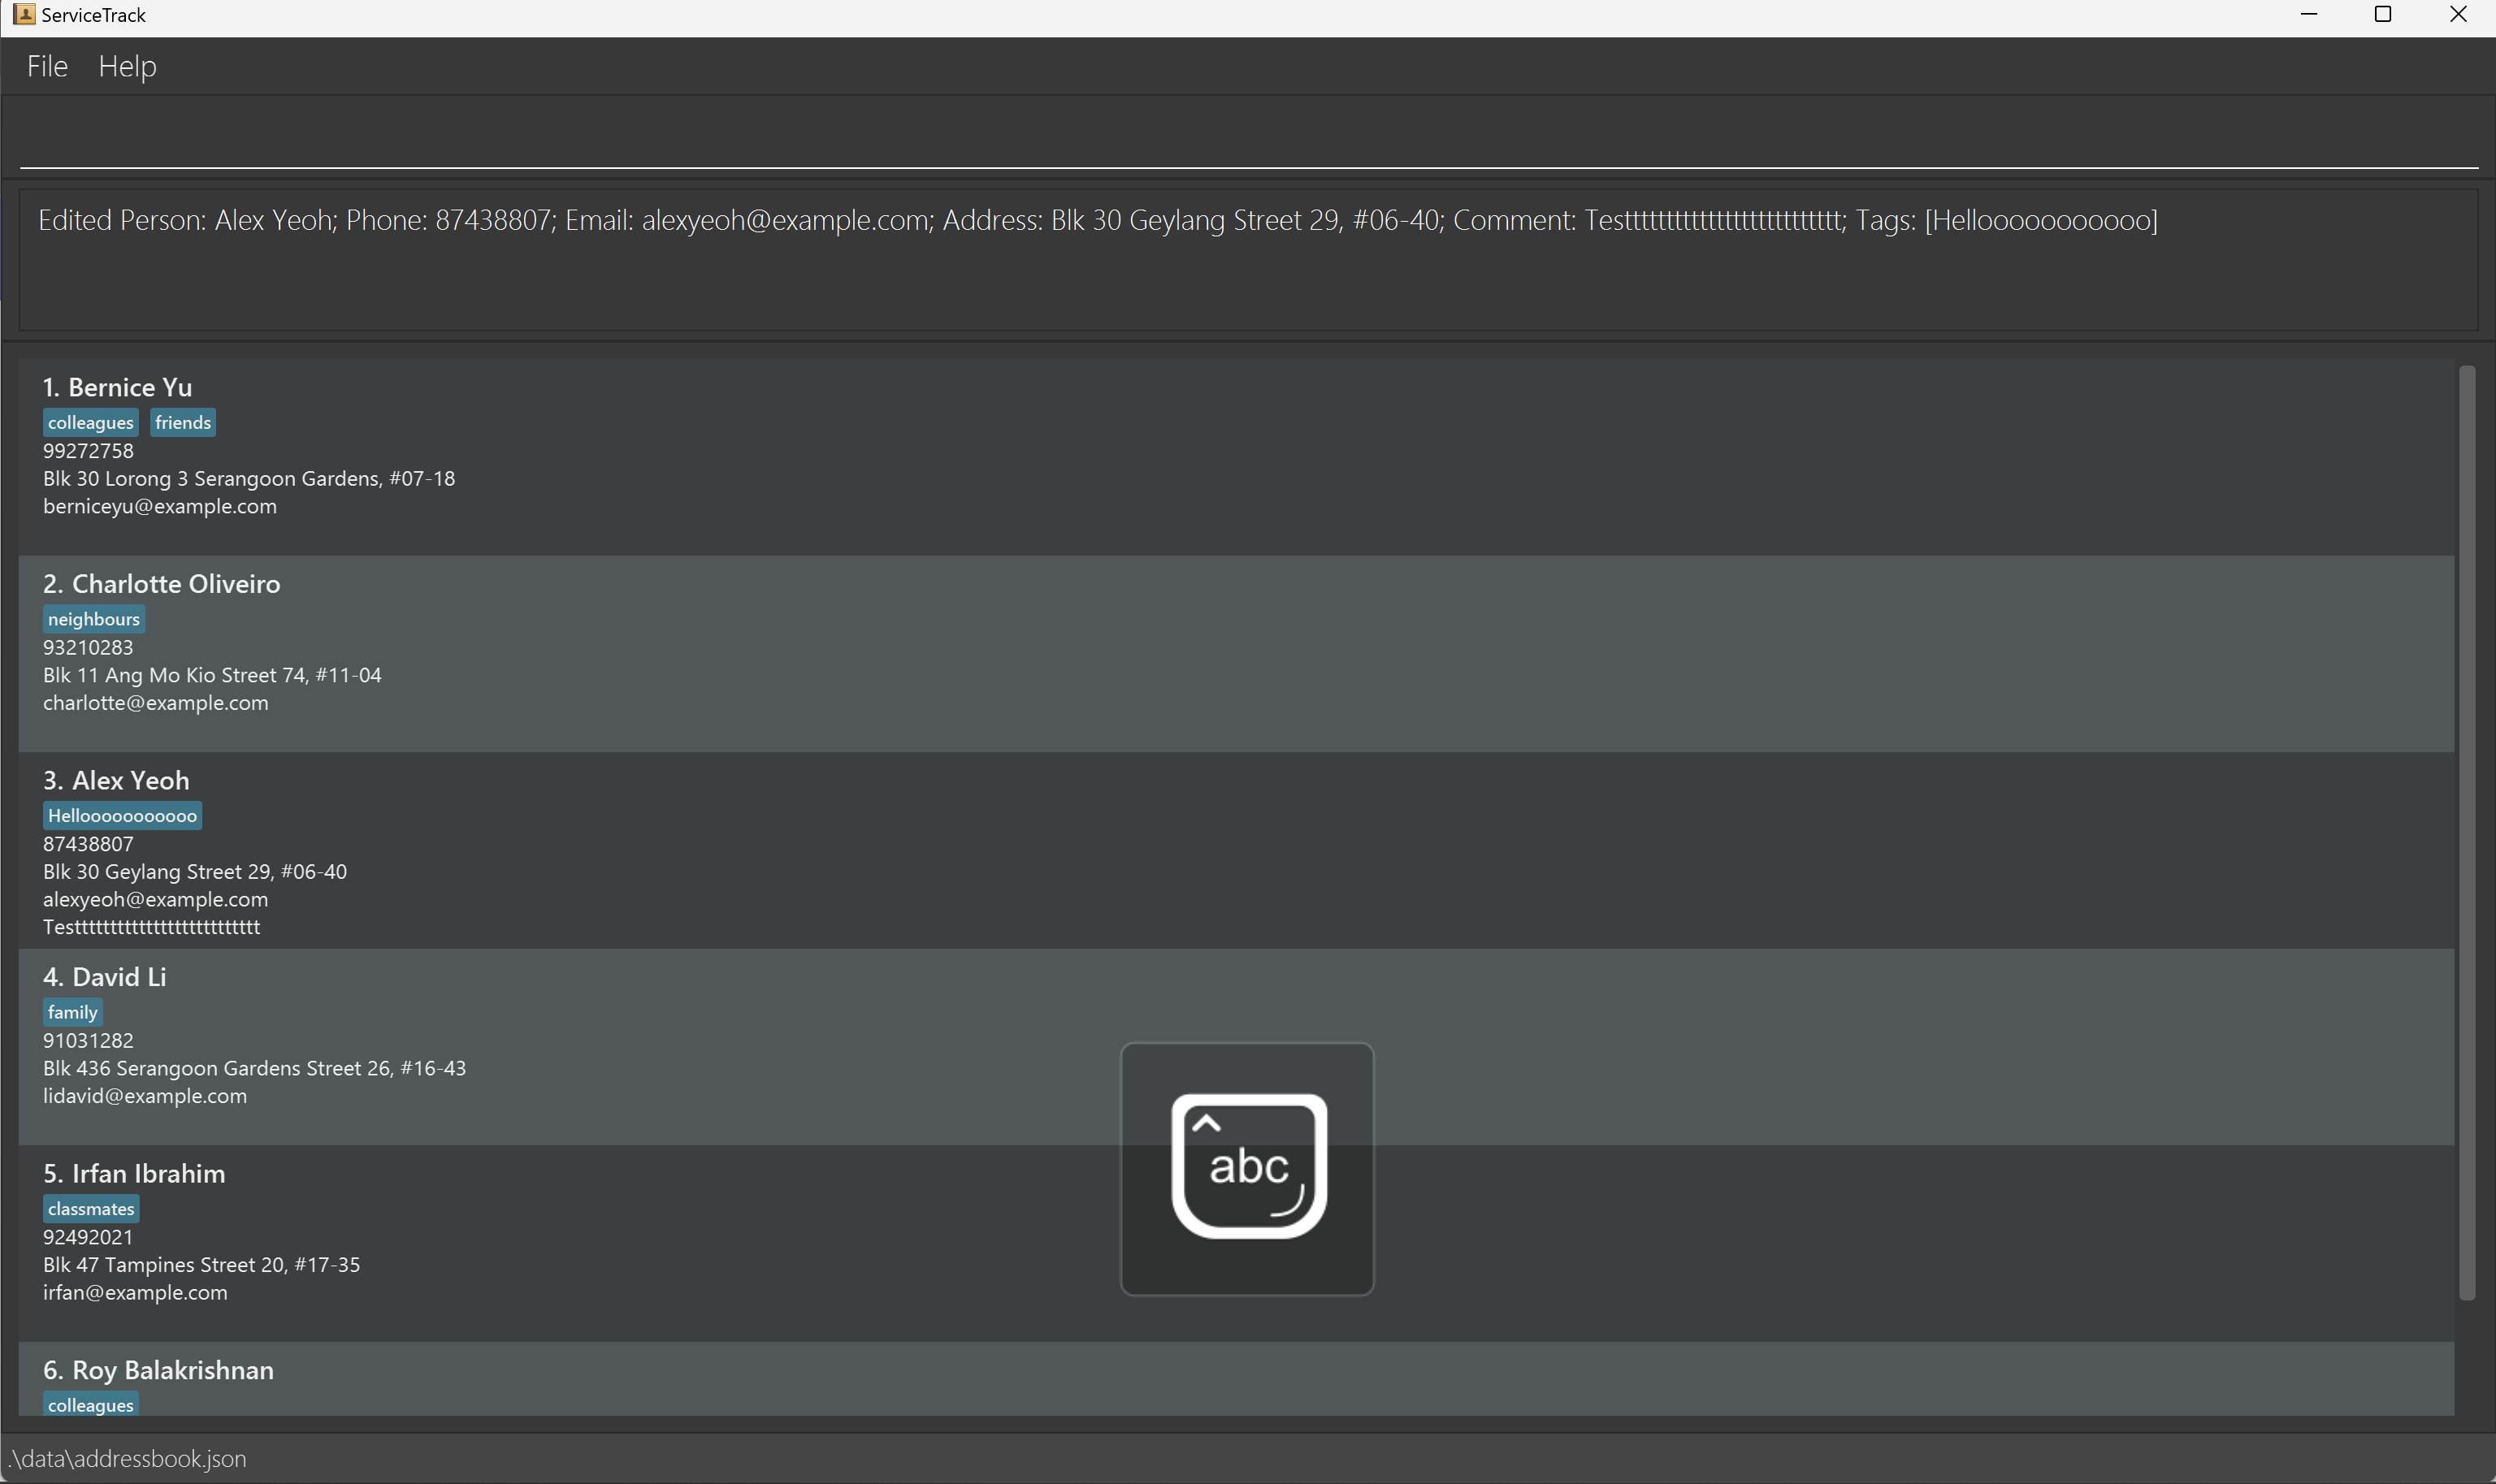 ServiceTrack
File Help
Edited Person: Alex Yeoh; Phone: 87438807; Email: alexyeoh@example.com; Address: Blk 30 Geylang Street 29, #06-40; Comment: Testttttttttttttttttttttttttt; Tags: [Helloooooooooooo]
1. Bernice Yu
colleagues friends
99272758
Blk 30 Lorong 3 Serangoon Gardens, #07-18
berniceyu@example.com
2. Charlotte Oliveiro
neighbours
93210283
Blk 11 Ang Mo Kio Street 74, #11-04
charlotte@example.com
3. Alex Yeoh
Helloooooooooooo
87438807
Blk 30 Geylang Street 29, #06-40
alexyeoh@example.com
Testttttttttttttttttttttttttt
4. David Li
family
91031282
Blk 436 Serangoon Gardens Street 26, #16-43
lidavid@example.com
5. Irfan Ibrahim
classmates
92492021
Blk 47 Tampines Street 20, #17-35
irfan@example.com
abc
6. Roy Balakrishnan
colleagues
.\data\addressbook.json